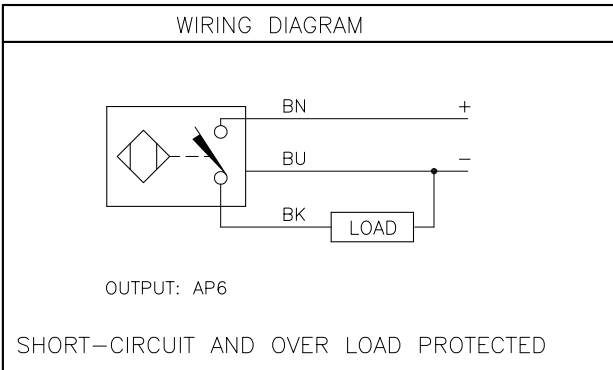 WIRING DIAGRAM
BN +
BU −
BK LOAD
OUTPUT: AP6
SHORT−CIRCUIT AND OVER LOAD PROTECTED